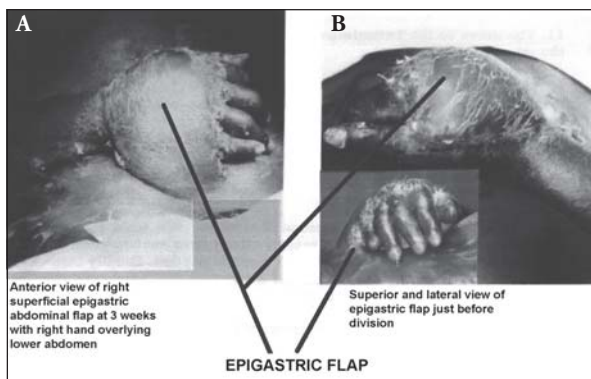 A
B
Anterior view of right
superficial epigastric
abdominal flap at 3 weeks
with right hand overlying
lower abdomen
Superior and lateral view of
epigastric flap just before
division
EPIGASTRIC FLAP